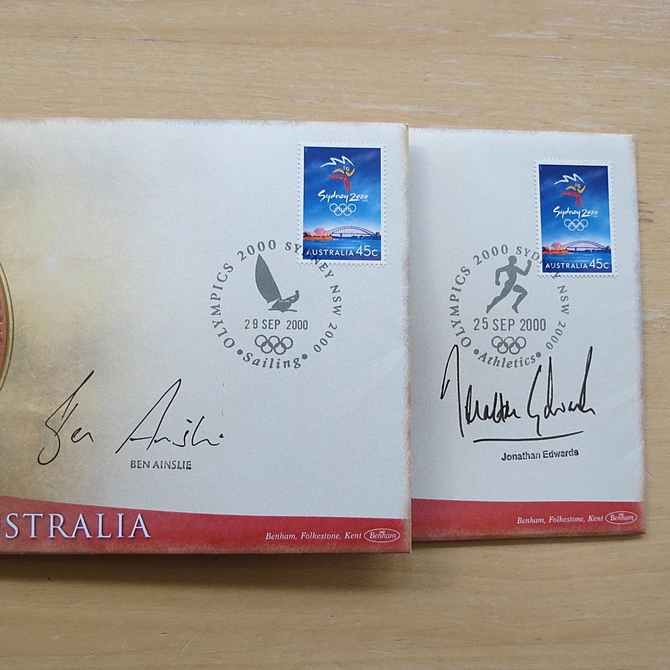 Sydney 2000
AUSTRALIA 45c
OLYMPICS 2000 SYDNEY NSW 2000
29 SEP 2000
Sailing
Ben Ainslie
BEN AINSLIE
STRALIA
Benham, Folkestone, Kent Benham
Sydney 2000
AUSTRALIA 45c
OLYMPICS 2000 SYDNEY NSW 2000
25 SEP 2000
Athletics
Jonathan Edwards
Jonathan Edwards
Benham, Folkestone, Kent Benham